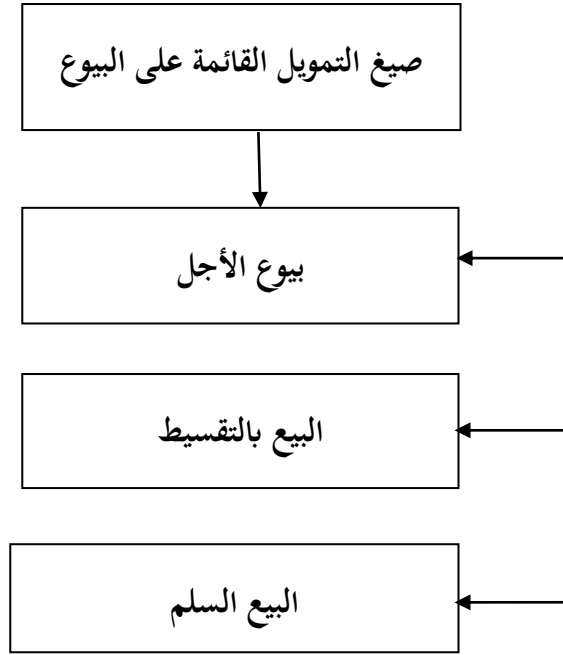 صيغ التمويل القائمة على البيوع
بيوع الأجل
البيع بالتقسيط
البيع السلم